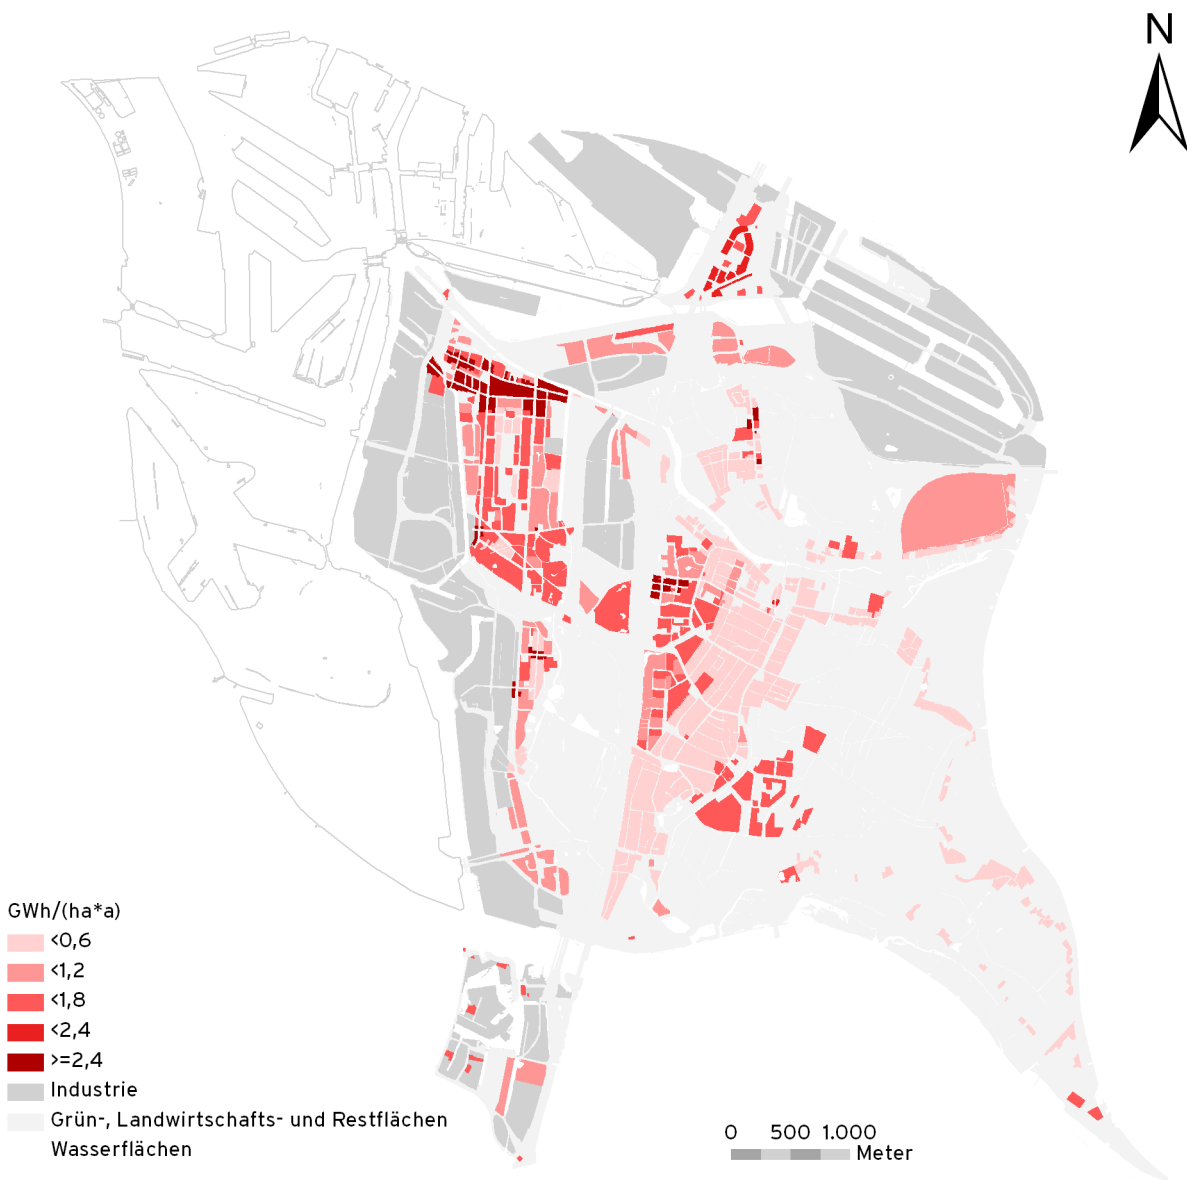 N
GWh/(ha*a)
<0,6
<1,2
<1,8
<2,4
>=2,4
Industrie
Grün-, Landwirtschafts- und Restflächen
Wasserflächen
0 500 1.000
Meter